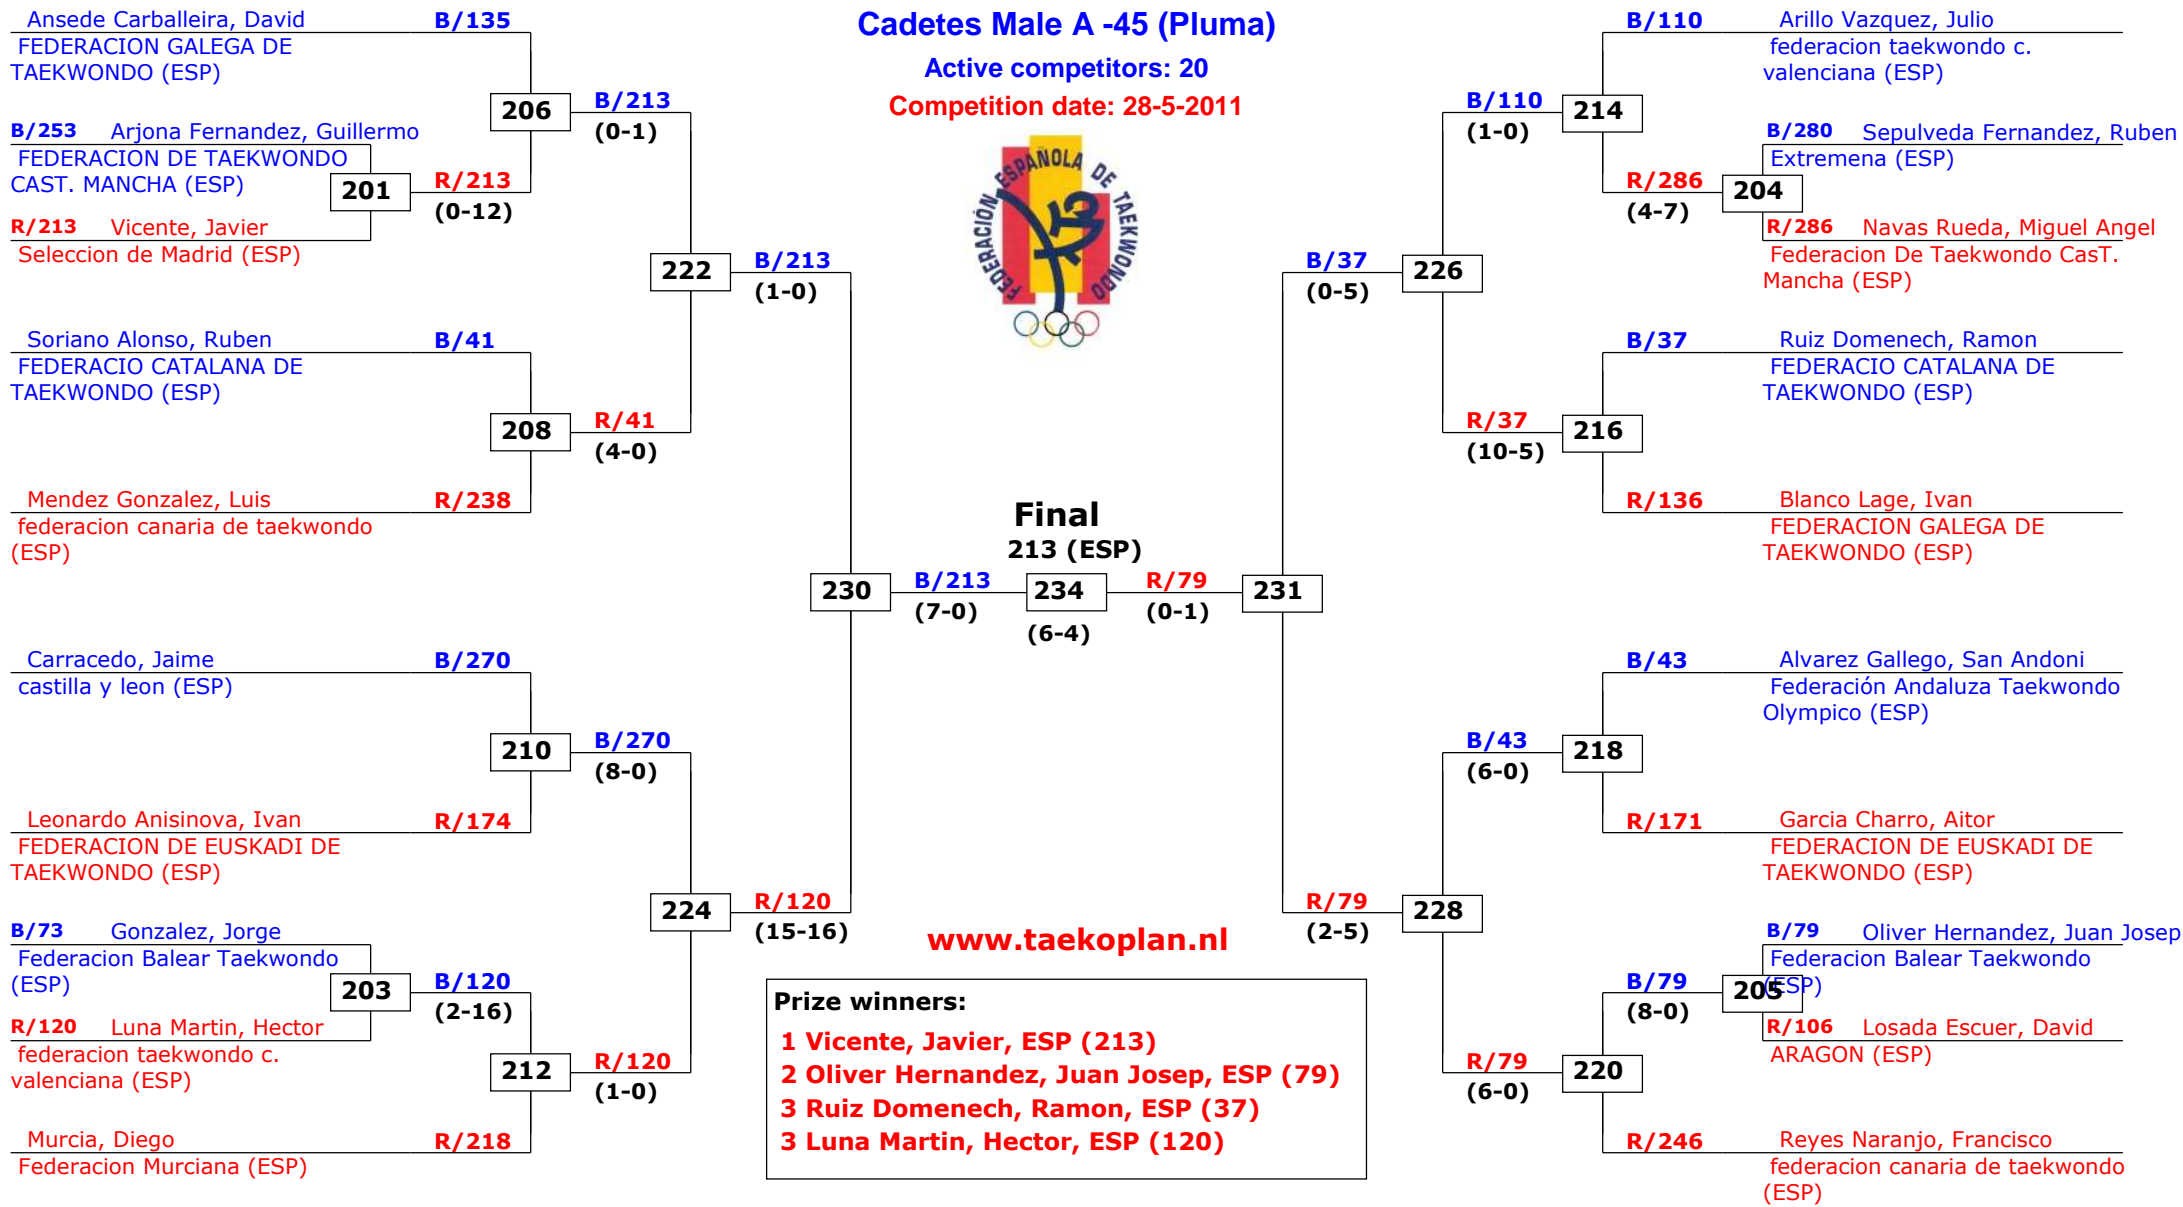 Cadetes Male A -45 (Pluma)
Active competitors: 20
Competition date: 28-5-2011
FEDERACIÓN ESPAÑOLA DE TAEKWONDO
Ansede Carballeira, David B/135
FEDERACION GALEGA DE
TAEKWONDO (ESP)
206
B/213
(0-1)
B/253 Arjona Fernandez, Guillermo
FEDERACION DE TAEKWONDO
CAST. MANCHA (ESP)
201
R/213
(0-12)
R/213 Vicente, Javier
Seleccion de Madrid (ESP)
222
B/213
(1-0)
Soriano Alonso, Ruben B/41
FEDERACIO CATALANA DE
TAEKWONDO (ESP)
208
R/41
(4-0)
Mendez Gonzalez, Luis R/238
federacion canaria de taekwondo
(ESP)
230
B/213
(7-0)
Carracedo, Jaime B/270
castilla y leon (ESP)
210
B/270
(8-0)
Leonardo Anisinova, Ivan R/174
FEDERACION DE EUSKADI DE
TAEKWONDO (ESP)
224
R/120
(15-16)
B/73 Gonzalez, Jorge
Federacion Balear Taekwondo
(ESP)
203
B/120
(2-16)
R/120 Luna Martin, Hector
federacion taekwondo c.
valenciana (ESP)
212
R/120
(1-0)
Murcia, Diego R/218
Federacion Murciana (ESP)
Final
213 (ESP)
234
(6-4)
R/79
(0-1)
231
B/110 Arillo Vazquez, Julio
federacion taekwondo c.
valenciana (ESP)
B/110
(1-0)
214
B/280 Sepulveda Fernandez, Ruben
Extremena (ESP)
R/286
(4-7)
204
R/286 Navas Rueda, Miguel Angel
Federacion De Taekwondo CasT.
Mancha (ESP)
B/37
(0-5)
226
B/37 Ruiz Domenech, Ramon
FEDERACIO CATALANA DE
TAEKWONDO (ESP)
R/37
(10-5)
216
R/136 Blanco Lage, Ivan
FEDERACION GALEGA DE
TAEKWONDO (ESP)
B/43 Alvarez Gallego, San Andoni
Federación Andaluza Taekwondo
Olympico (ESP)
B/43
(6-0)
218
R/171 Garcia Charro, Aitor
FEDERACION DE EUSKADI DE
TAEKWONDO (ESP)
R/79
(2-5)
228
B/79 Oliver Hernandez, Juan Josep
Federacion Balear Taekwondo
(ESP)
B/79
(8-0)
205
R/106 Losada Escuer, David
ARAGON (ESP)
R/79
(6-0)
220
R/246 Reyes Naranjo, Francisco
federacion canaria de taekwondo
(ESP)
www.taekoplan.nl
Prize winners:
1 Vicente, Javier, ESP (213)
2 Oliver Hernandez, Juan Josep, ESP (79)
3 Ruiz Domenech, Ramon, ESP (37)
3 Luna Martin, Hector, ESP (120)